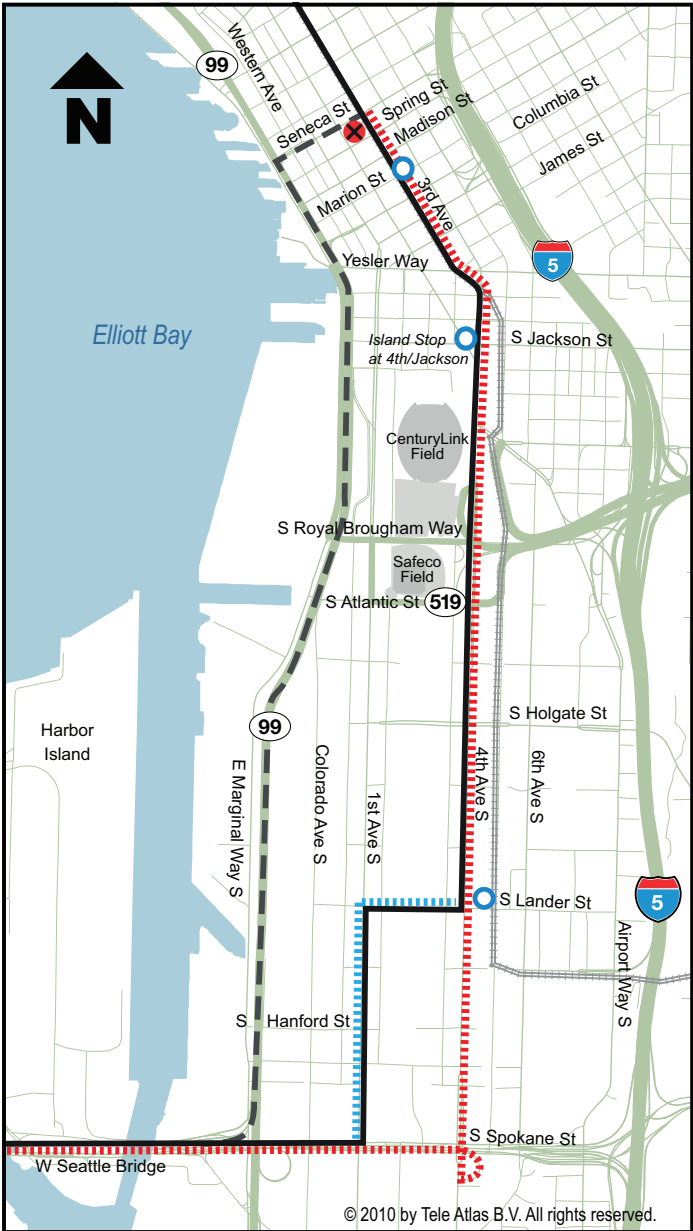 99
Western Ave
N
Seneca St
Spring St
Madison St
Columbia St
James St
Marion St
3rd Ave
Yesler Way
5
Elliott Bay
Island Stop
at 4th/Jackson
S Jackson St
CenturyLink
Field
S Royal Brougham Way
Safeco
Field
S Atlantic St
519
S Holgate St
99
Harbor
Island
E Marginal Way S
Colorado Ave S
1st Ave S
4th Ave S
6th Ave S
S Lander St
5
Airport Way S
S Hanford St
S Spokane St
W Seattle Bridge
© 2010 by Tele Atlas B.V. All rights reserved.